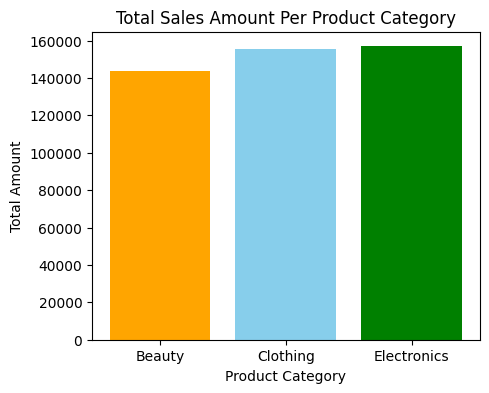 Total Sales Amount Per Product Category
Total Amount
160000
140000
120000
100000
80000
60000
40000
20000
0
Beauty Clothing Electronics
Product Category